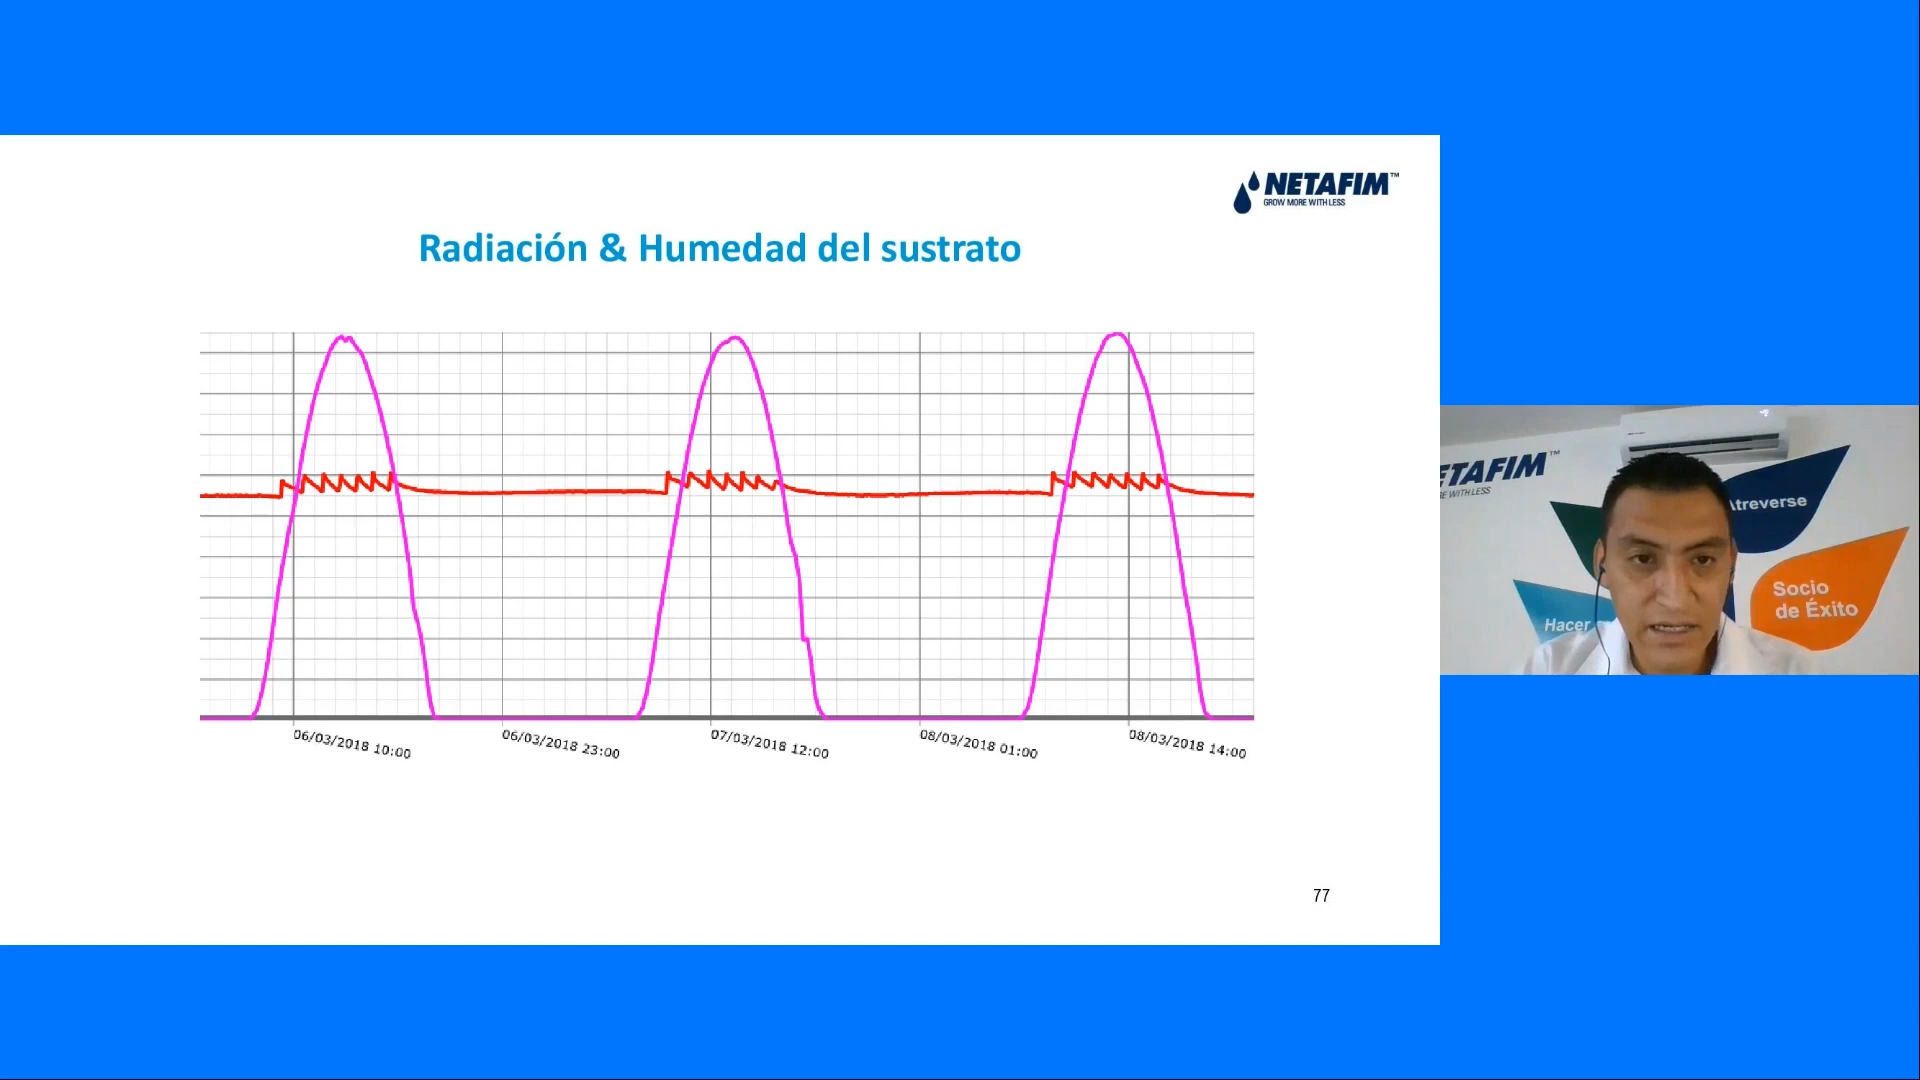 NETAFIM™
GROW MORE WITH LESS
Radiación & Humedad del sustrato
06/03/2018 10:00
06/03/2018 23:00
07/03/2018 12:00
08/03/2018 01:00
08/03/2018 14:00
77
ETAFIM™
E WITH LESS
Atreverse
Socio
de Éxito
Hacer